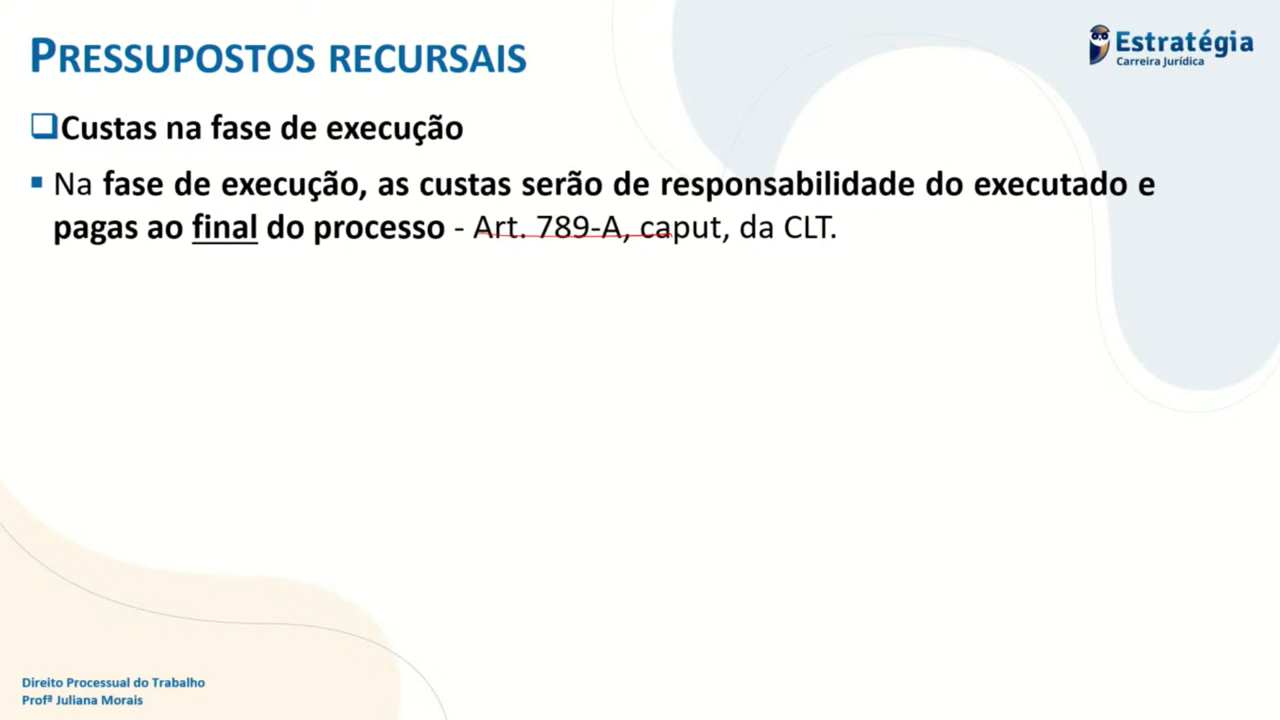 PRESSUPOSTOS RECURSAIS
Estratégia
Carreira Jurídica
Custas na fase de execução
Na fase de execução, as custas serão de responsabilidade do executado e
pagas ao final do processo - Art. 789-A, caput, da CLT.
Direito Processual do Trabalho
Profª Juliana Morais